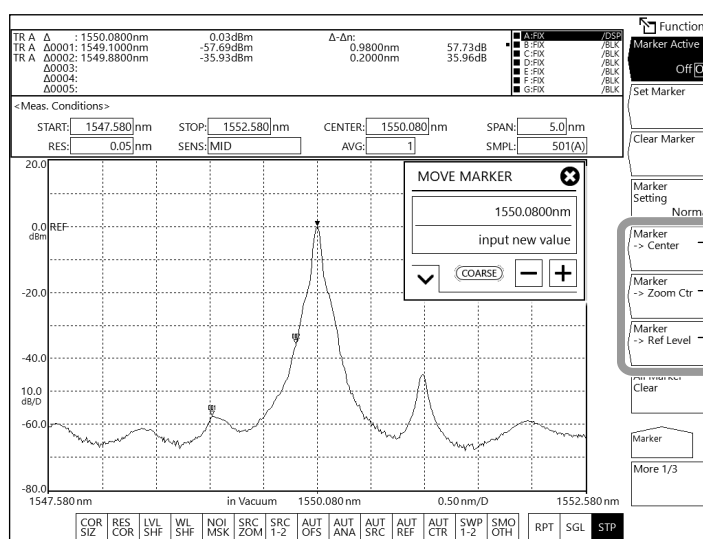 Function
TR A Δ : 1550.0800nm 0.03dBm Δ-Δn:
TR A Δ0001: 1549.1000nm -57.69dBm 0.9800nm 57.73dB
TR A Δ0002: 1549.8800nm -35.93dBm 0.2000nm 35.96dB
Δ0003:
Δ0004:
Δ0005:
A:FIX /DSP
B:FIX /BLK
C:FIX /BLK
D:FIX /BLK
E:FIX /BLK
F:FIX /BLK
G:FIX /BLK
<Meas. Conditions>
START: 1547.580 nm STOP: 1552.580 nm CENTER: 1550.080 nm SPAN: 5.0 nm
RES: 0.05 nm SENS: MID AVG: 1 SMPL: 501(A)
20.0
0.0 REF
dBm
-20.0
-40.0
10.0
dB/D
-60.0
-80.0
1547.580 nm in Vacuum 1550.080 nm 0.50 nm/D 1552.580 nm
MOVE MARKER
1550.0800nm
input new value
COARSE
Marker Active
Off
Set Marker
Clear Marker
Marker
Setting
Marker
-> Center
Marker
-> Zoom Ctr
Marker
-> Ref Level
All Marker
Clear
Marker
More 1/3
COR SIZ
RES COR
LVL SHF
WL SHF
NOI MSK
SRC ZOM
SRC 1-2
AUT OFS
AUT ANA
AUT SRC
AUT REF
AUT CTR
SWP 1-2
SMO OTH
RPT
SGL
STP